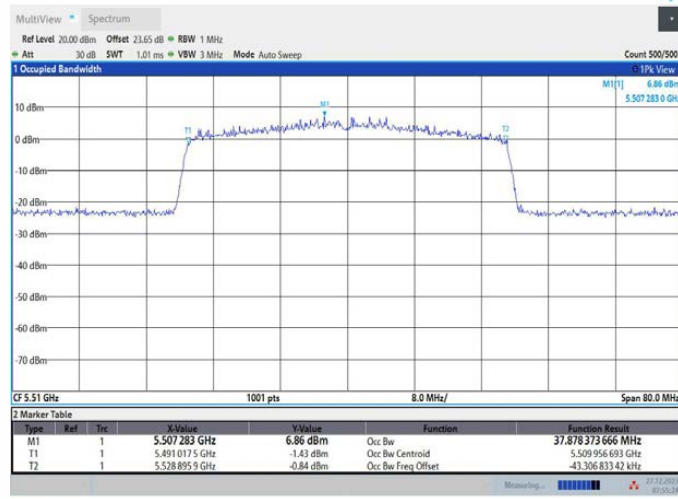 MultiView Spectrum
Ref Level 20.00 dBm Offset 23.65 dB RBW 1 MHz
Att 30 dB SWT 1.01 ms VBW 3 MHz Mode Auto Sweep Count 500/500
1 Occupied Bandwidth 1Pk View
M1[1] 6.86 dBm
5.507 283 0 GHz
M1
10 dBm
T1 T2
0 dBm
-10 dBm
-20 dBm
-30 dBm
-40 dBm
-50 dBm
-60 dBm
-70 dBm
CF 5.51 GHz 1001 pts 8.0 MHz/ Span 80.0 MHz
2 Marker Table
Type Ref Trc X-Value Y-Value Function Function Result
M1 1 5.507 283 GHz 6.86 dBm Occ Bw 37.878 373 666 MHz
T1 1 5.491 017 5 GHz -1.43 dBm Occ Bw Centroid 5.509 956 693 GHz
T2 1 5.528 895 9 GHz -0.84 dBm Occ Bw Freq Offset -43.306 833 42 kHz
Measuring...